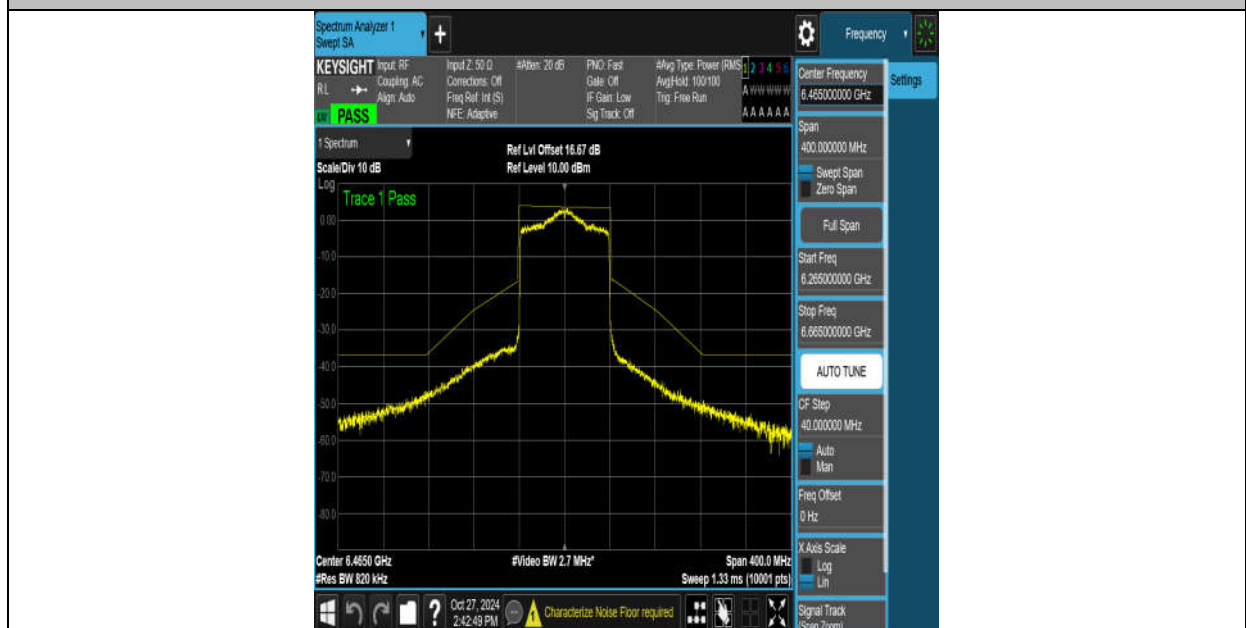 Spectrum Analyzer 1
Swept SA
+
Frequency
KEYSIGHT
RL
PASS
Input: RF
Coupling: AC
Align: Auto
Input Z: 50 Ω
Corrections: Off
Freq Ref: Int (S)
NFE: Adaptive
#Atten: 20 dB
PNO: Fast
Gate: Off
IF Gain: Low
Sig Track: Off
#Avg Type: Power (RMS
Avg|Hold: 100/100
Trig: Free Run
1 2 3 4 5 6
A W W W W W
A A A A A A
1 Spectrum
Scale/Div 10 dB
Ref Lvl Offset 16.67 dB
Ref Level 10.00 dBm
Log
Trace 1 Pass
0.00
-10.0
-20.0
-30.0
-40.0
-50.0
-60.0
-70.0
-80.0
Center 6.4650 GHz
#Res BW 820 kHz
#Video BW 2.7 MHz*
Span 400.0 MHz
Sweep 1.33 ms (10001 pts)
Oct 27, 2024
2:42:49 PM
Characterize Noise Floor required
Settings
Center Frequency
6.465000000 GHz
Span
400.000000 MHz
Swept Span
Zero Span
Full Span
Start Freq
6.265000000 GHz
Stop Freq
6.665000000 GHz
AUTO TUNE
CF Step
40.000000 MHz
Auto
Man
Freq Offset
0 Hz
X Axis Scale
Log
Lin
Signal Track
(Span Zoom)